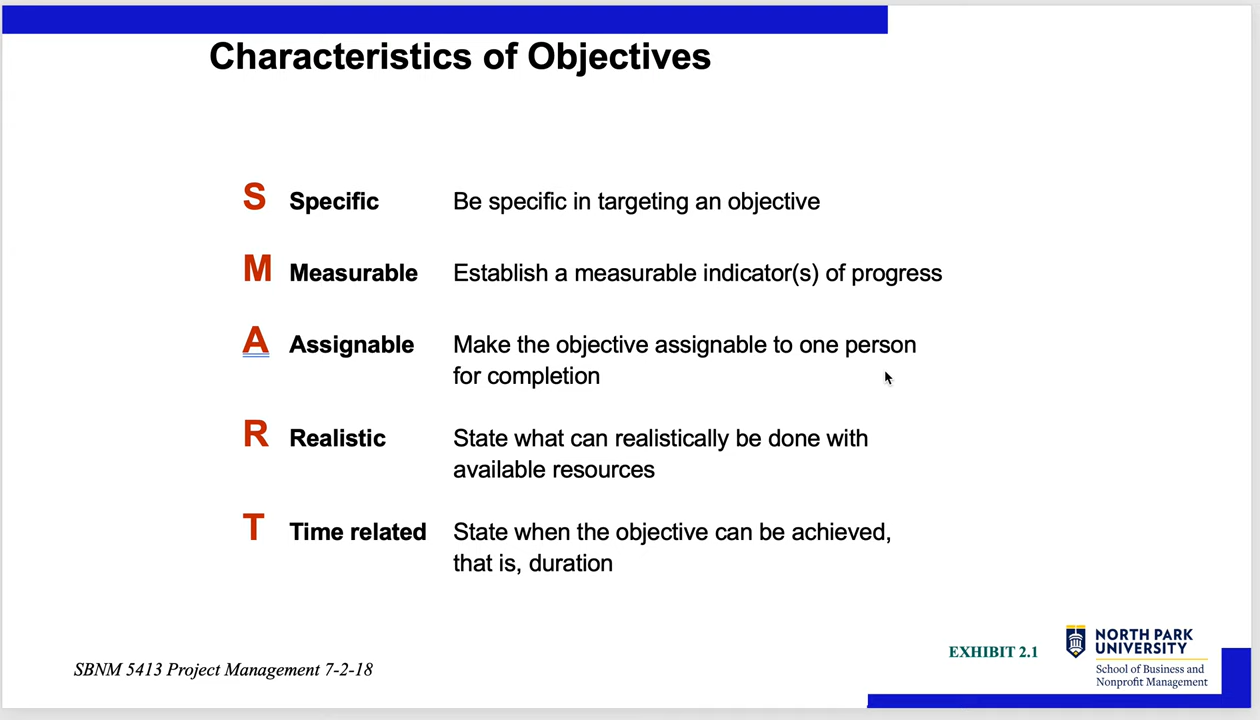 Characteristics of Objectives
S Specific Be specific in targeting an objective
M Measurable Establish a measurable indicator(s) of progress
A Assignable Make the objective assignable to one person
for completion
R Realistic State what can realistically be done with
available resources
T Time related State when the objective can be achieved,
that is, duration
EXHIBIT 2.1
NORTH PARK
UNIVERSITY
School of Business and
Nonprofit Management
SBNM 5413 Project Management 7-2-18